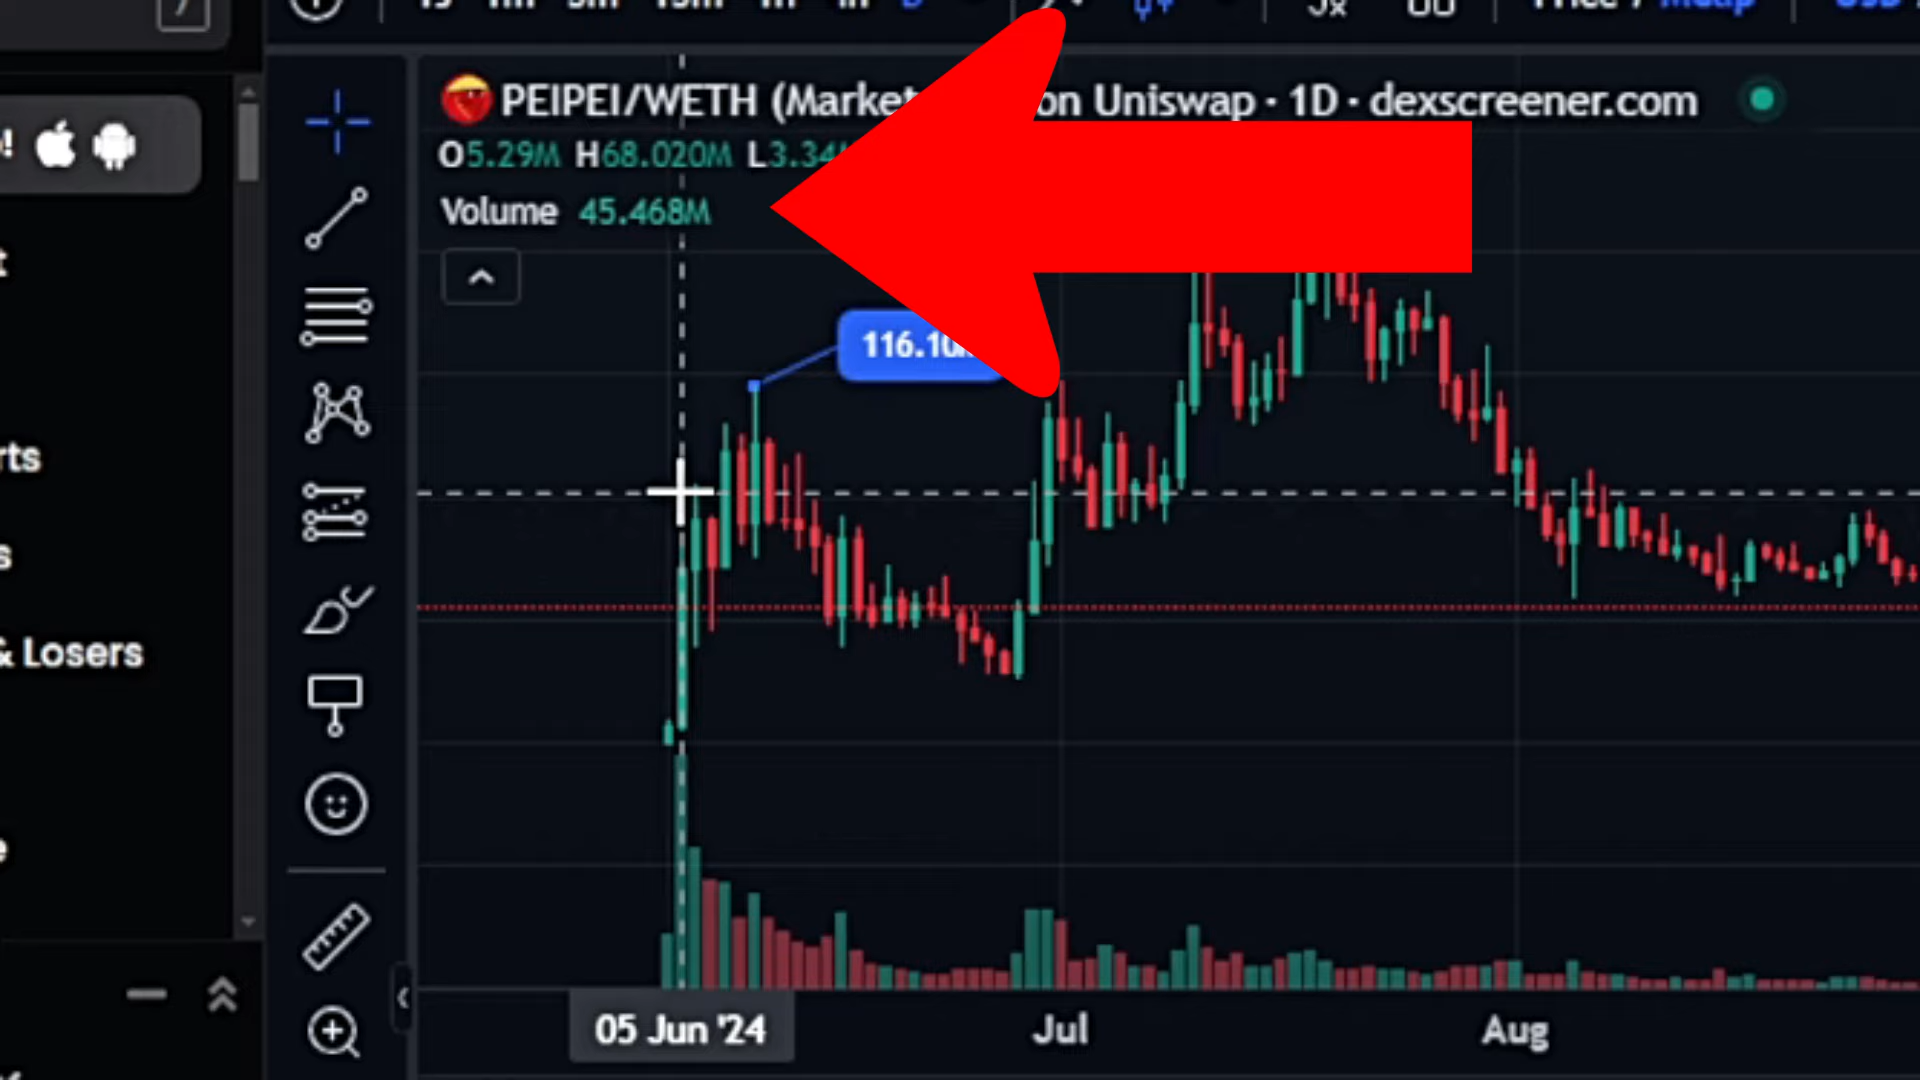 PEIPEI/WETH (Marke on Uniswap · 1D · dexscreener.com
O5.29M H68.020M L3.34
Volume 45.468M
116.10
rts
& Losers
05 Jun '24
Jul
Aug